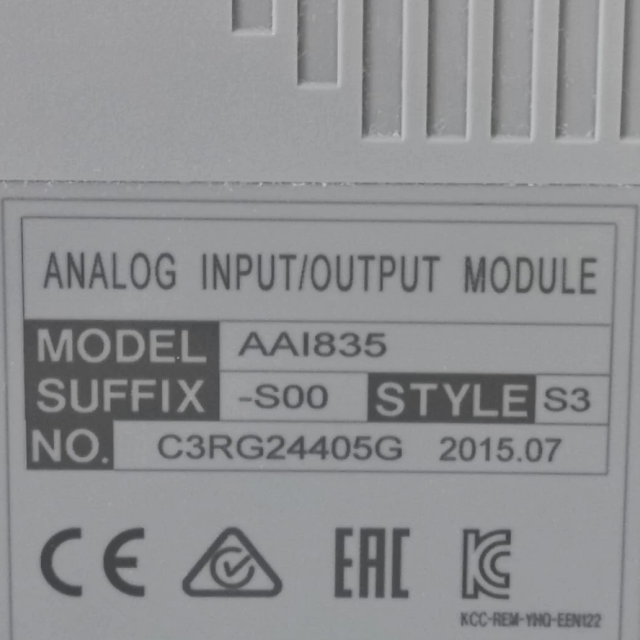 ANALOG INPUT/OUTPUT MODULE
MODEL AAI835
SUFFIX -S00 STYLE S3
NO. C3RG24405G 2015.07
CE EAC KC
KCC-REM-YHQ-EEN122